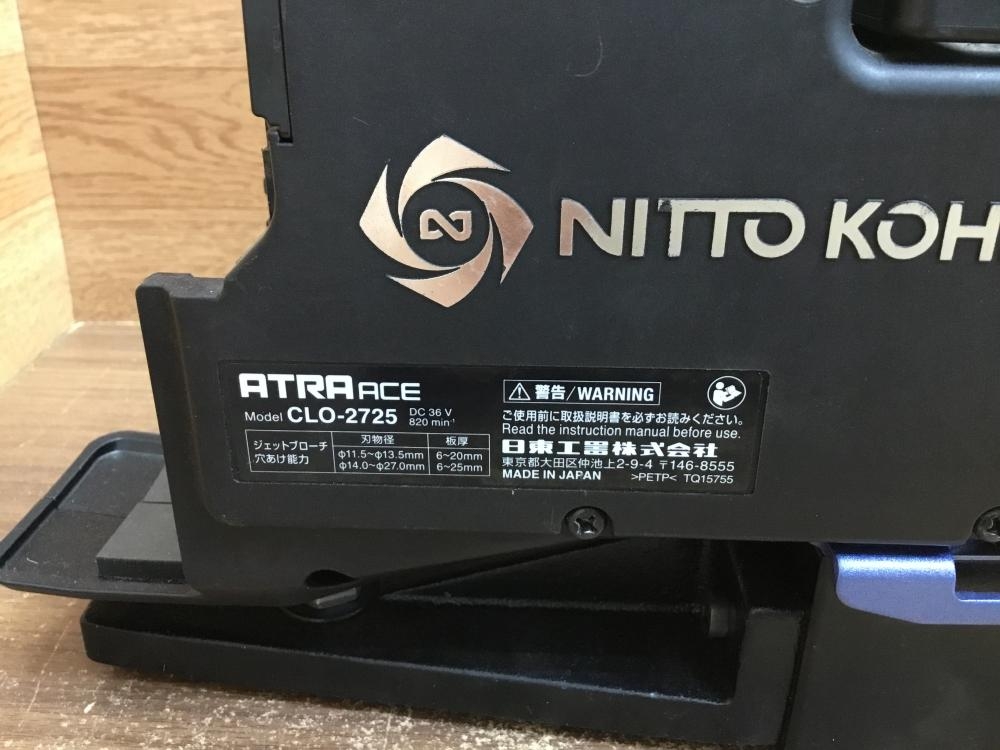 NITTO KOH
ATRA ACE
Model CLO-2725 DC 36 V 820 min⁻¹
ジェットブローチ穴あけ能力 刃物径 板厚
φ11.5~φ13.5mm 6~20mm
φ14.0~φ27.0mm 6~25mm
警告/WARNING
ご使用前に取扱説明書を必ずお読みください。
Read the instruction manual before use.
日東工器株式会社
東京都大田区仲池上2-9-4 〒146-8555
MADE IN JAPAN >PETP< TQ15755